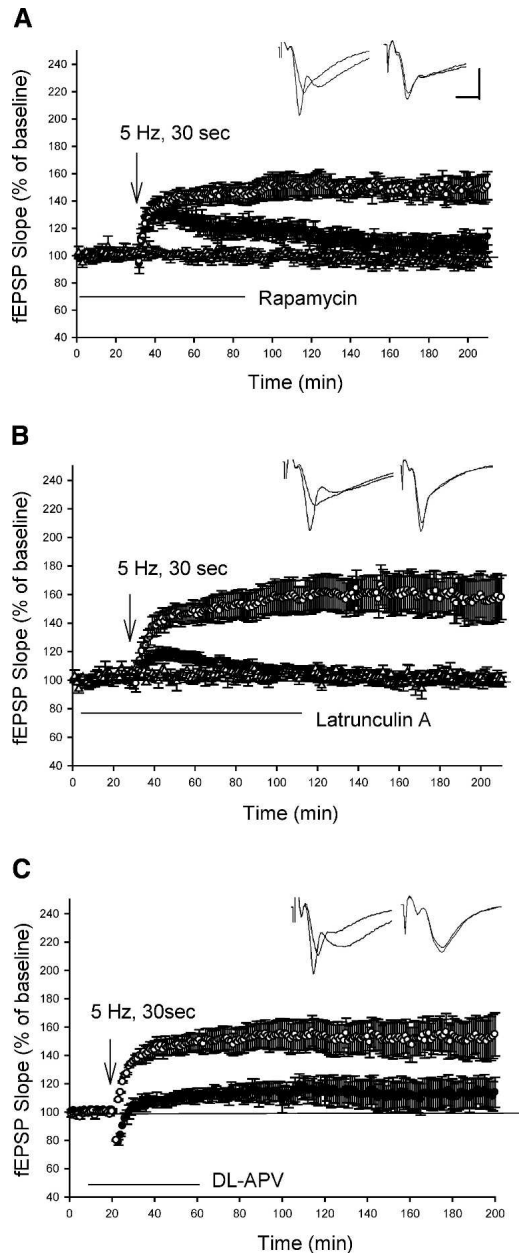 A
fEPSP Slope (% of baseline)
240
220
200
180
160
140
120
100
80
60
40
5 Hz, 30 sec
Rapamycin
0 20 40 60 80 100 120 140 160 180 200
Time (min)
B
fEPSP Slope (% of baseline)
240
220
200
180
160
140
120
100
80
60
40
5 Hz, 30 sec
Latrunculin A
0 20 40 60 80 100 120 140 160 180 200
Time (min)
C
fEPSP Slope (% of baseline)
240
220
200
180
160
140
120
100
80
60
40
5 Hz, 30sec
DL-APV
0 20 40 60 80 100 120 140 160 180 200
Time (min)